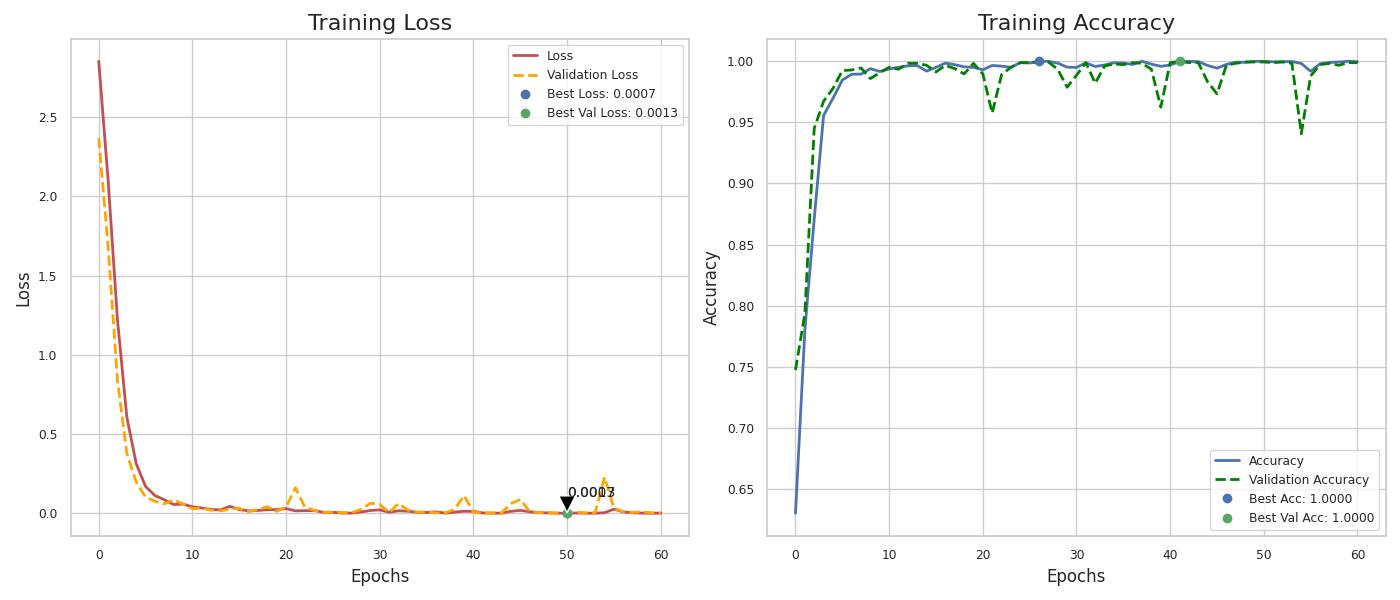 Training Loss
Loss
Validation Loss
Best Loss: 0.0007
Best Val Loss: 0.0013
2.5
2.0
1.5
1.0
0.5
0.0
Loss
0 10 20 30 40 50 60
Epochs
Training Accuracy
1.00
0.95
0.90
0.85
0.80
0.75
0.70
0.65
Accuracy
Accuracy
Validation Accuracy
Best Acc: 1.0000
Best Val Acc: 1.0000
0 10 20 30 40 50 60
Epochs